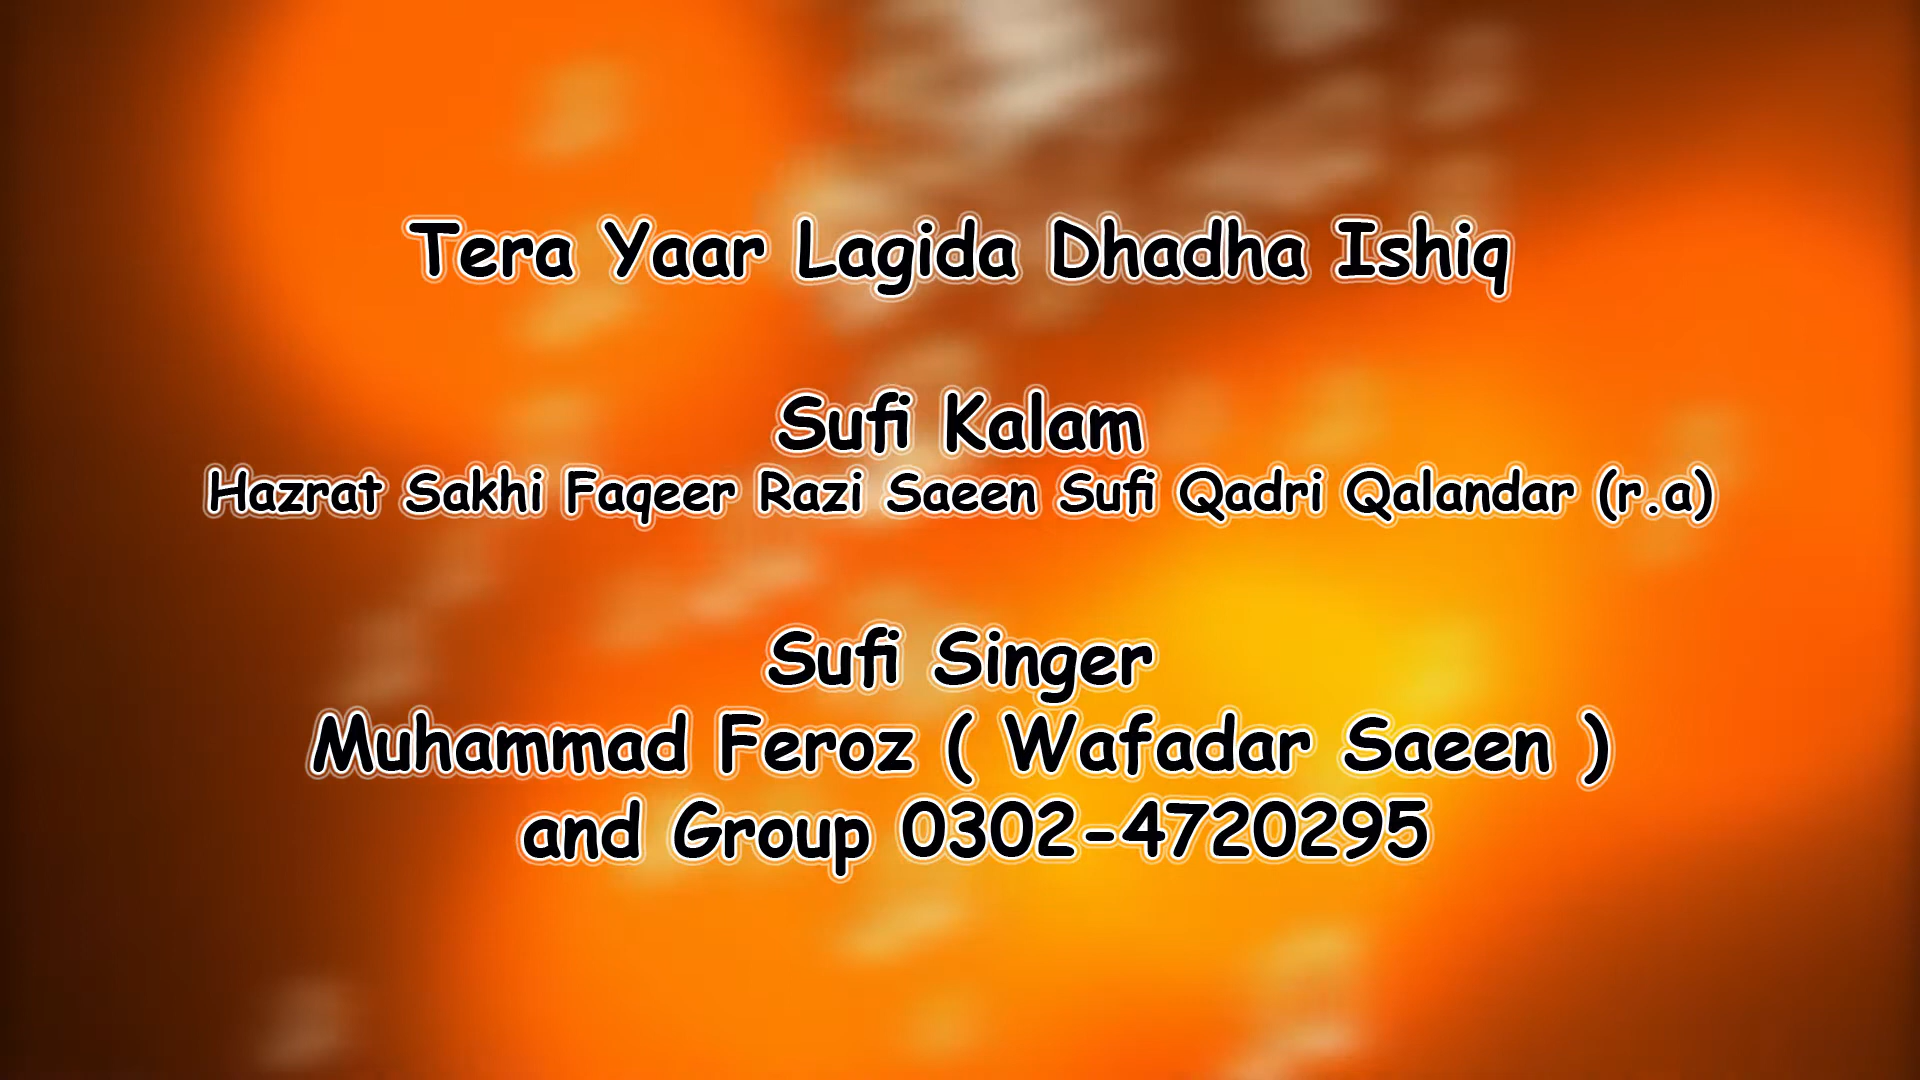 Tera Yaar Lagida Dhadha Ishiq
Sufi Kalam
Hazrat Sakhi Faqeer Razi Saeen Sufi Qadri Qalandar (r.a)
Sufi Singer
Muhammad Feroz ( Wafadar Saeen )
and Group 0302-4720295